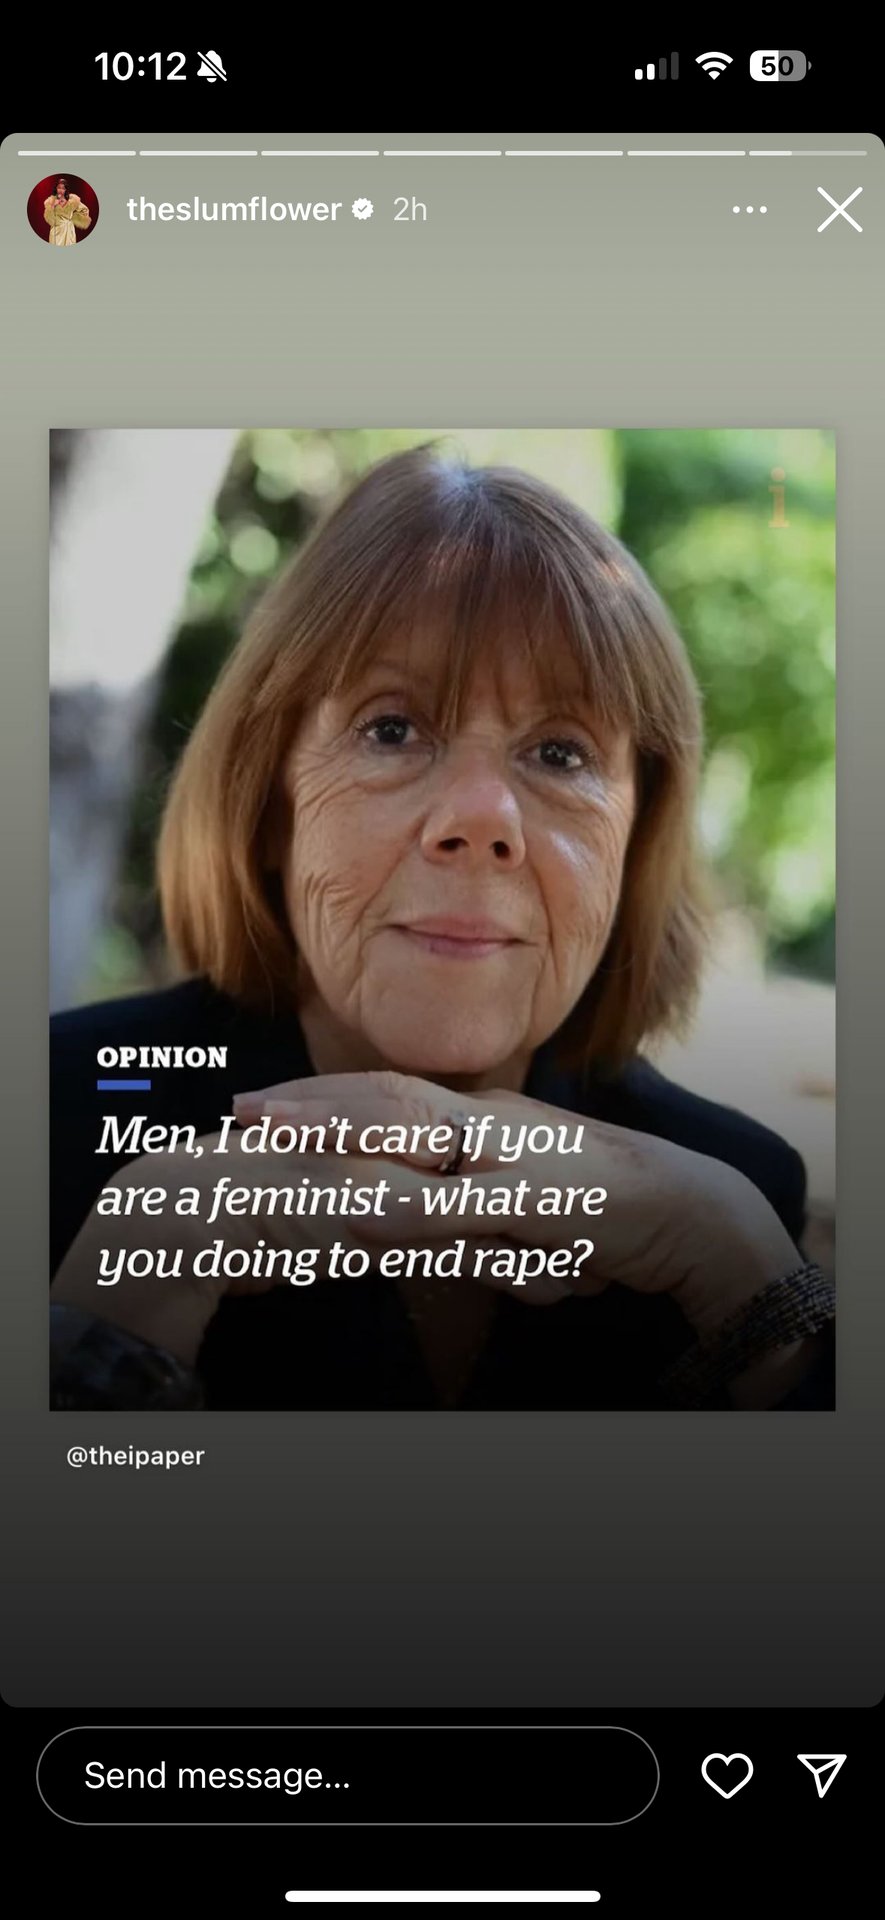 10:12
50
theslumflower 2h
i
OPINION
Men, I don't care if you
are a feminist - what are
you doing to end rape?
@theipaper
Send message...